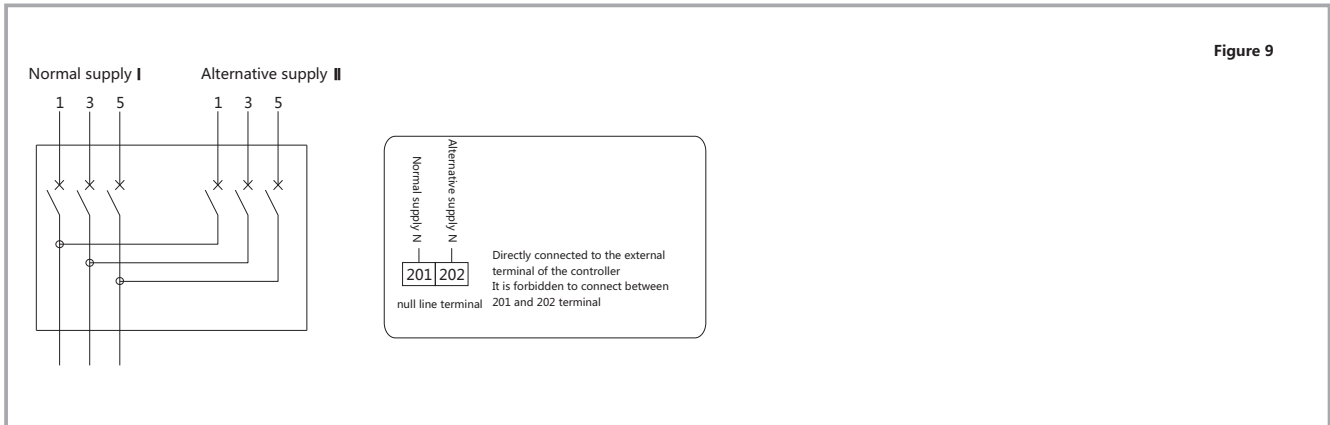 Figure 9
Normal supply Ⅰ Alternative supply Ⅱ
1 3 5 1 3 5
Normal supply N
Alternative supply N
201 202
null line terminal
Directly connected to the external
terminal of the controller
It is forbidden to connect between
201 and 202 terminal